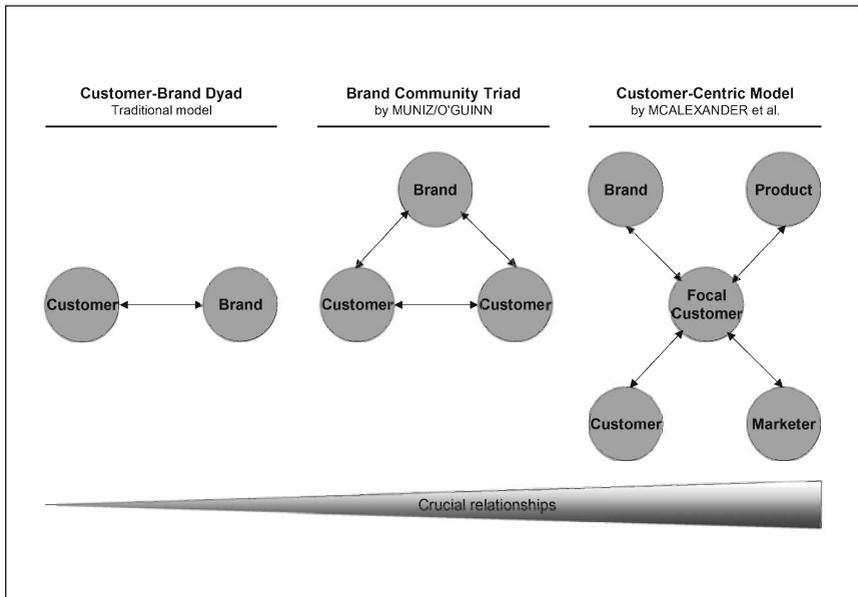 Customer-Brand Dyad
Traditional model
Brand Community Triad
by MUNIZ/O'GUINN
Customer-Centric Model
by MCALEXANDER et al.
Customer
Brand
Brand
Customer
Customer
Brand
Product
Focal
Customer
Customer
Marketer
Crucial relationships